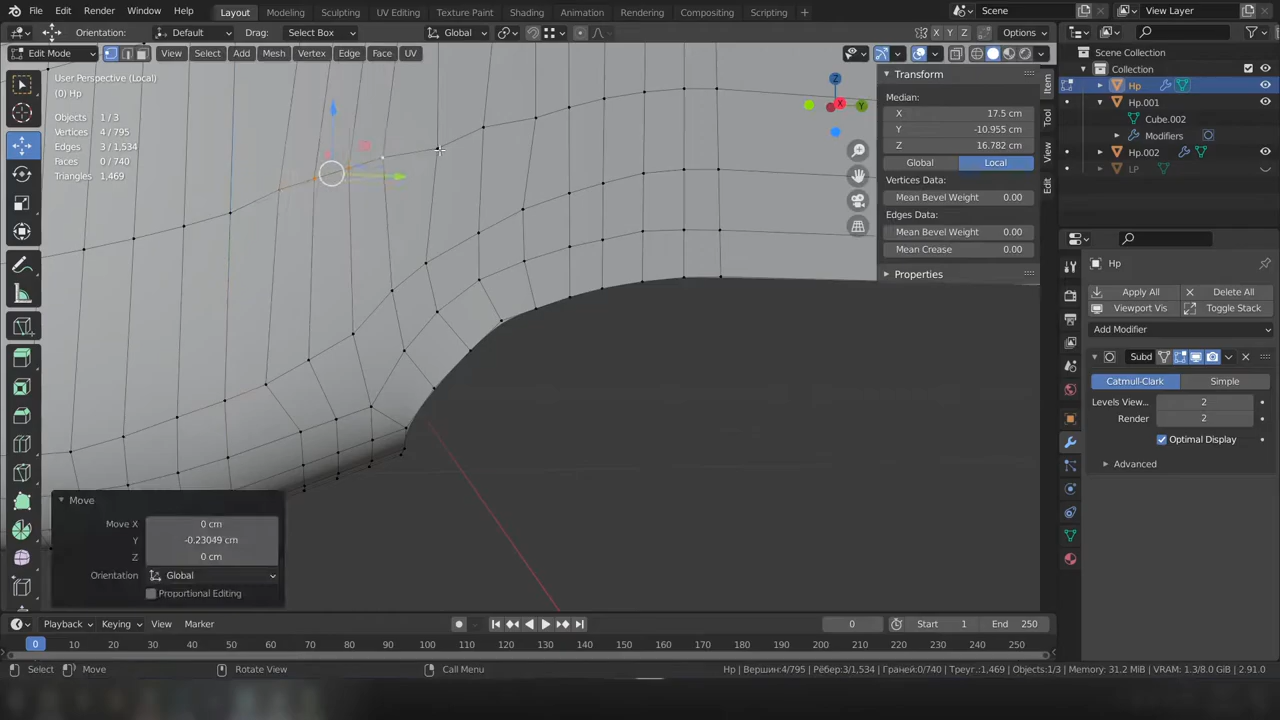 File Edit Render Window Help Layout Modeling Sculpting UV Editing Texture Paint Shading Animation Rendering Compositing Scripting + Scene View Layer
Orientation: Default Drag: Select Box Global X Y Z Options
Edit Mode View Select Add Mesh Vertex Edge Face UV
User Perspective (Local)
(0) Hp
Objects 1 / 3
Vertices 4 / 795
Edges 3 / 1,534
Faces 0 / 740
Triangles 1,469
Z
X
Y
Transform
Median:
X 17.5 cm
Y -10.955 cm
Z 16.782 cm
Global Local
Vertices Data:
Mean Bevel Weight 0.00
Edges Data:
Mean Bevel Weight 0.00
Mean Crease 0.00
Properties
Item
Tool
View
Edit
Scene Collection
Collection
Hp
Hp.001
Cube.002
Modifiers
Hp.002
LP
Hp
Apply All Delete All
Viewport Vis Toggle Stack
Add Modifier
Subd
Catmull-Clark Simple
Levels View... 2
Render 2
Optimal Display
Advanced
Move
Move X 0 cm
Y -0.23049 cm
Z 0 cm
Orientation Global
Proportional Editing
Playback Keying View Marker 0 Start 1 End 250
0 10 20 30 40 50 60 70 80 90 100 110 120 130 140 150 160 170 180 190 200 210 220 230 240 250
Select Move Rotate View Call Menu Hp | Вершин:4/795 | Рёбер:3/1,534 | Граней:0/740 | Треуг.:1,469 | Objects:1/3 | Memory: 31.2 MiB | VRAM: 1.3/8.0 GiB | 2.91.0